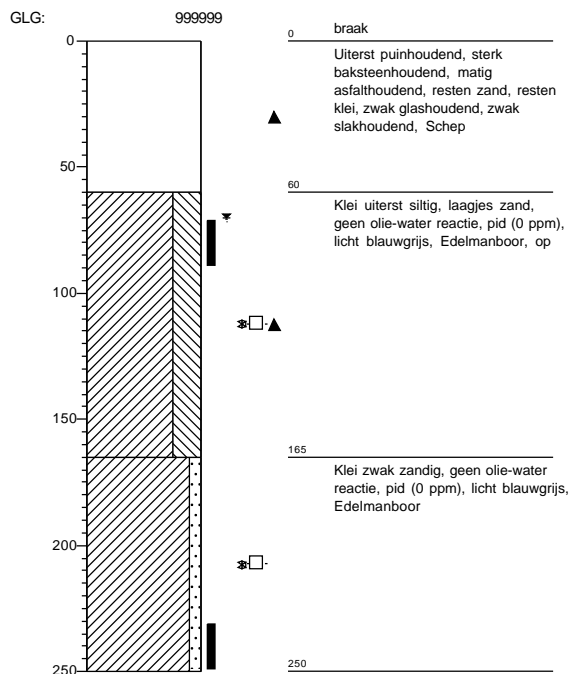 GLG: 999999
0
50
100
150
200
250
0 braak
Uiterst puinhoudend, sterk
baksteenhoudend, matig
asfalthoudend, resten zand, resten
klei, zwak glashoudend, zwak
slakhoudend, Schep
60
Klei uiterst siltig, laagjes zand,
geen olie-water reactie, pid (0 ppm),
licht blauwgrijs, Edelmanboor, op
165
Klei zwak zandig, geen olie-water
reactie, pid (0 ppm), licht blauwgrijs,
Edelmanboor
250